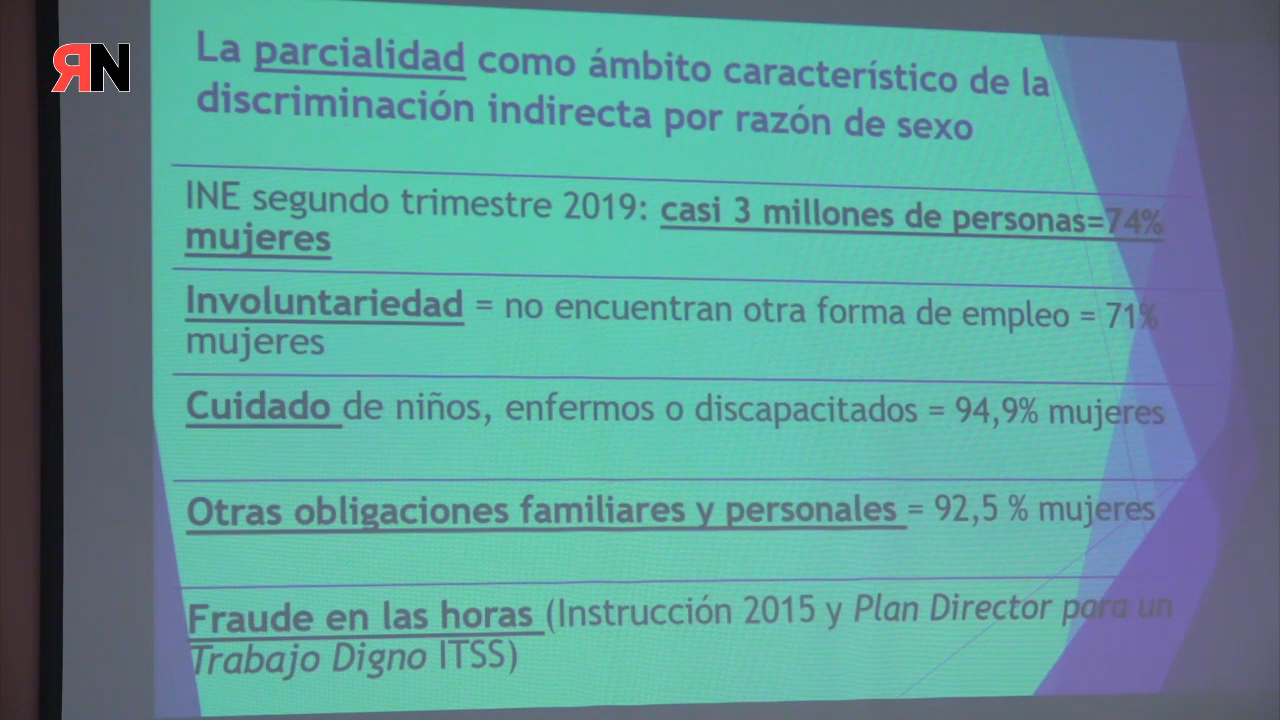 RN
La parcialidad como ámbito característico de la
discriminación indirecta por razón de sexo
INE segundo trimestre 2019: casi 3 millones de personas=74%
mujeres
Involuntariedad = no encuentran otra forma de empleo = 71%
mujeres
Cuidado de niños, enfermos o discapacitados = 94,9% mujeres
Otras obligaciones familiares y personales = 92,5 % mujeres
Fraude en las horas (Instrucción 2015 y Plan Director para un
Trabajo Digno ITSS)